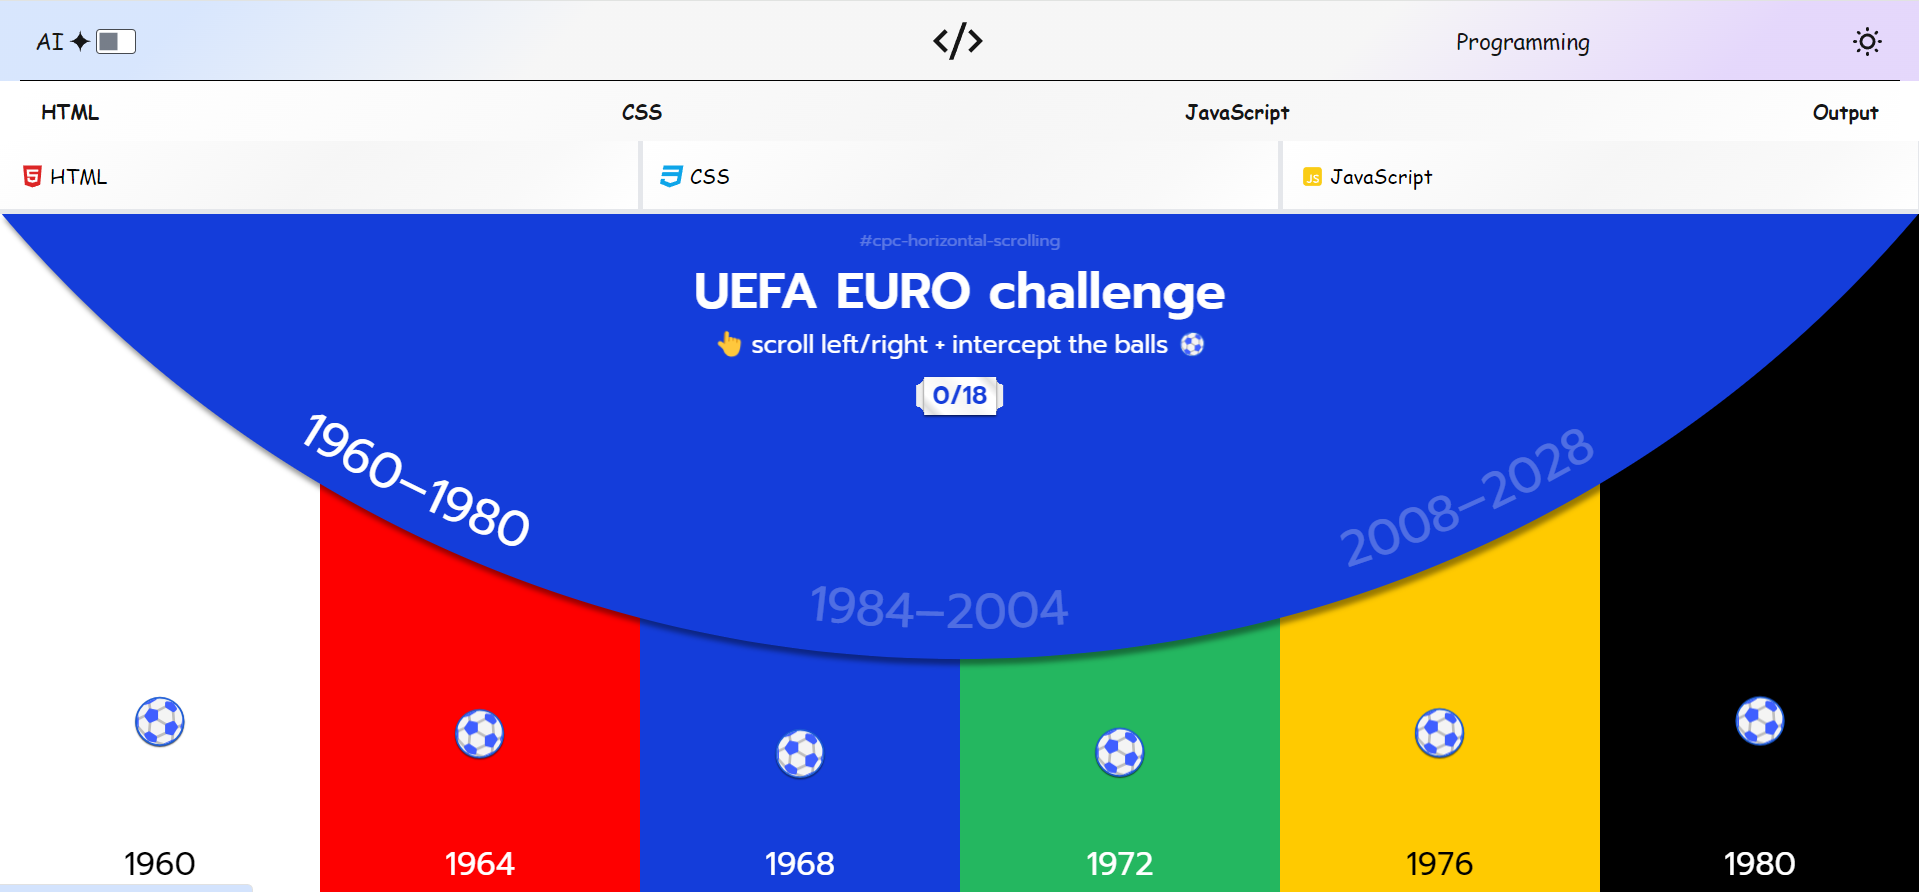 AI
</>
Programming
HTML
CSS
JavaScript
Output
HTML
CSS
JS
JavaScript
#cpc-horizontal-scrolling
UEFA EURO challenge
scroll left/right + intercept the balls
0/18
1960–1980
1984–2004
2008–2028
1960
1964
1968
1972
1976
1980